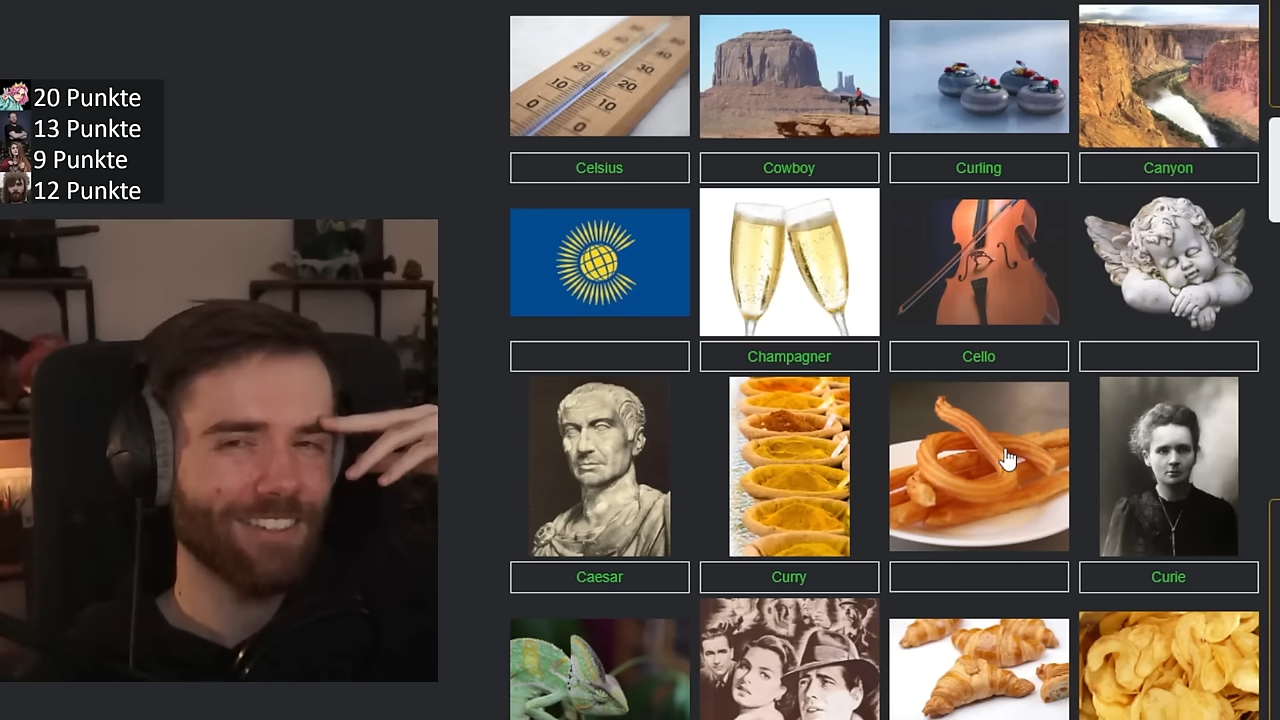 20 Punkte
13 Punkte
9 Punkte
12 Punkte
Celsius
Cowboy
Curling
Canyon
Champagner
Cello
Caesar
Curry
Curie